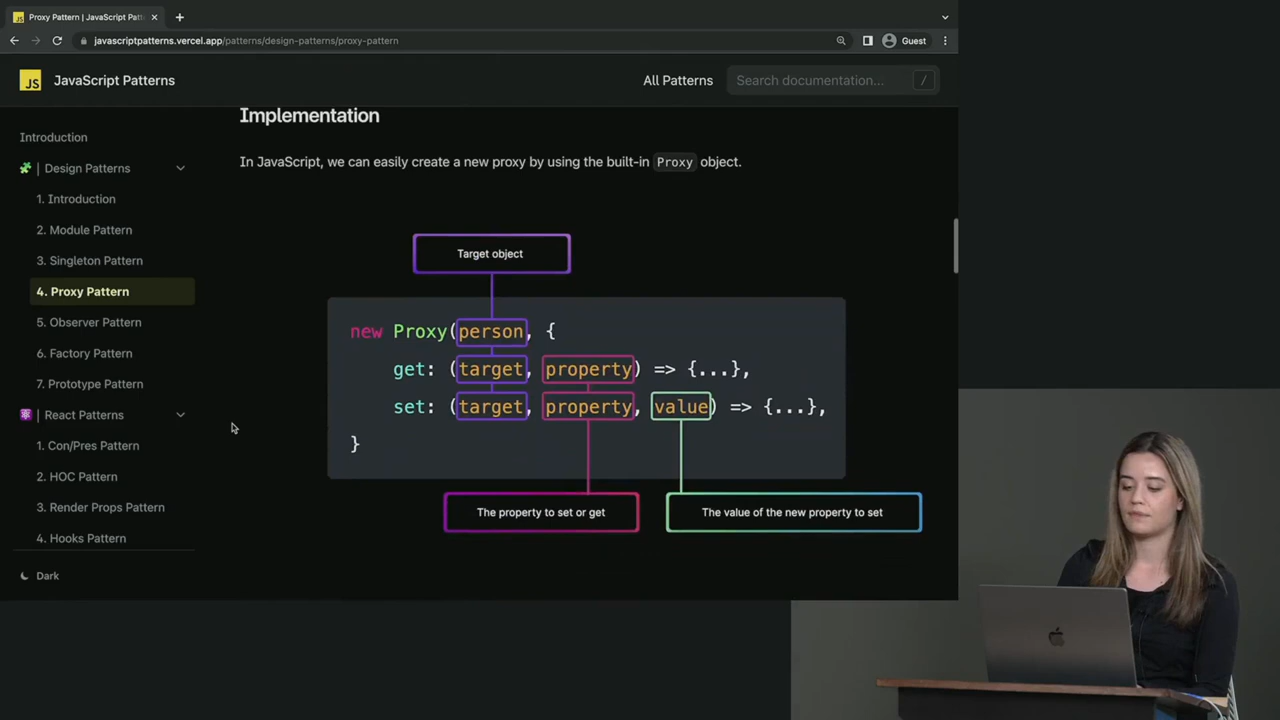 Proxy Pattern | JavaScript Patt
javascriptpatterns.vercel.app/patterns/design-patterns/proxy-pattern
Guest
JS
JavaScript Patterns
All Patterns
Search documentation...
/
Introduction
Design Patterns
1. Introduction
2. Module Pattern
3. Singleton Pattern
4. Proxy Pattern
5. Observer Pattern
6. Factory Pattern
7. Prototype Pattern
React Patterns
1. Con/Pres Pattern
2. HOC Pattern
3. Render Props Pattern
4. Hooks Pattern
Dark
Implementation
In JavaScript, we can easily create a new proxy by using the built-in Proxy object.
Target object
new Proxy(person, {
get: (target, property) => {...},
set: (target, property, value) => {...},
}
The property to set or get
The value of the new property to set